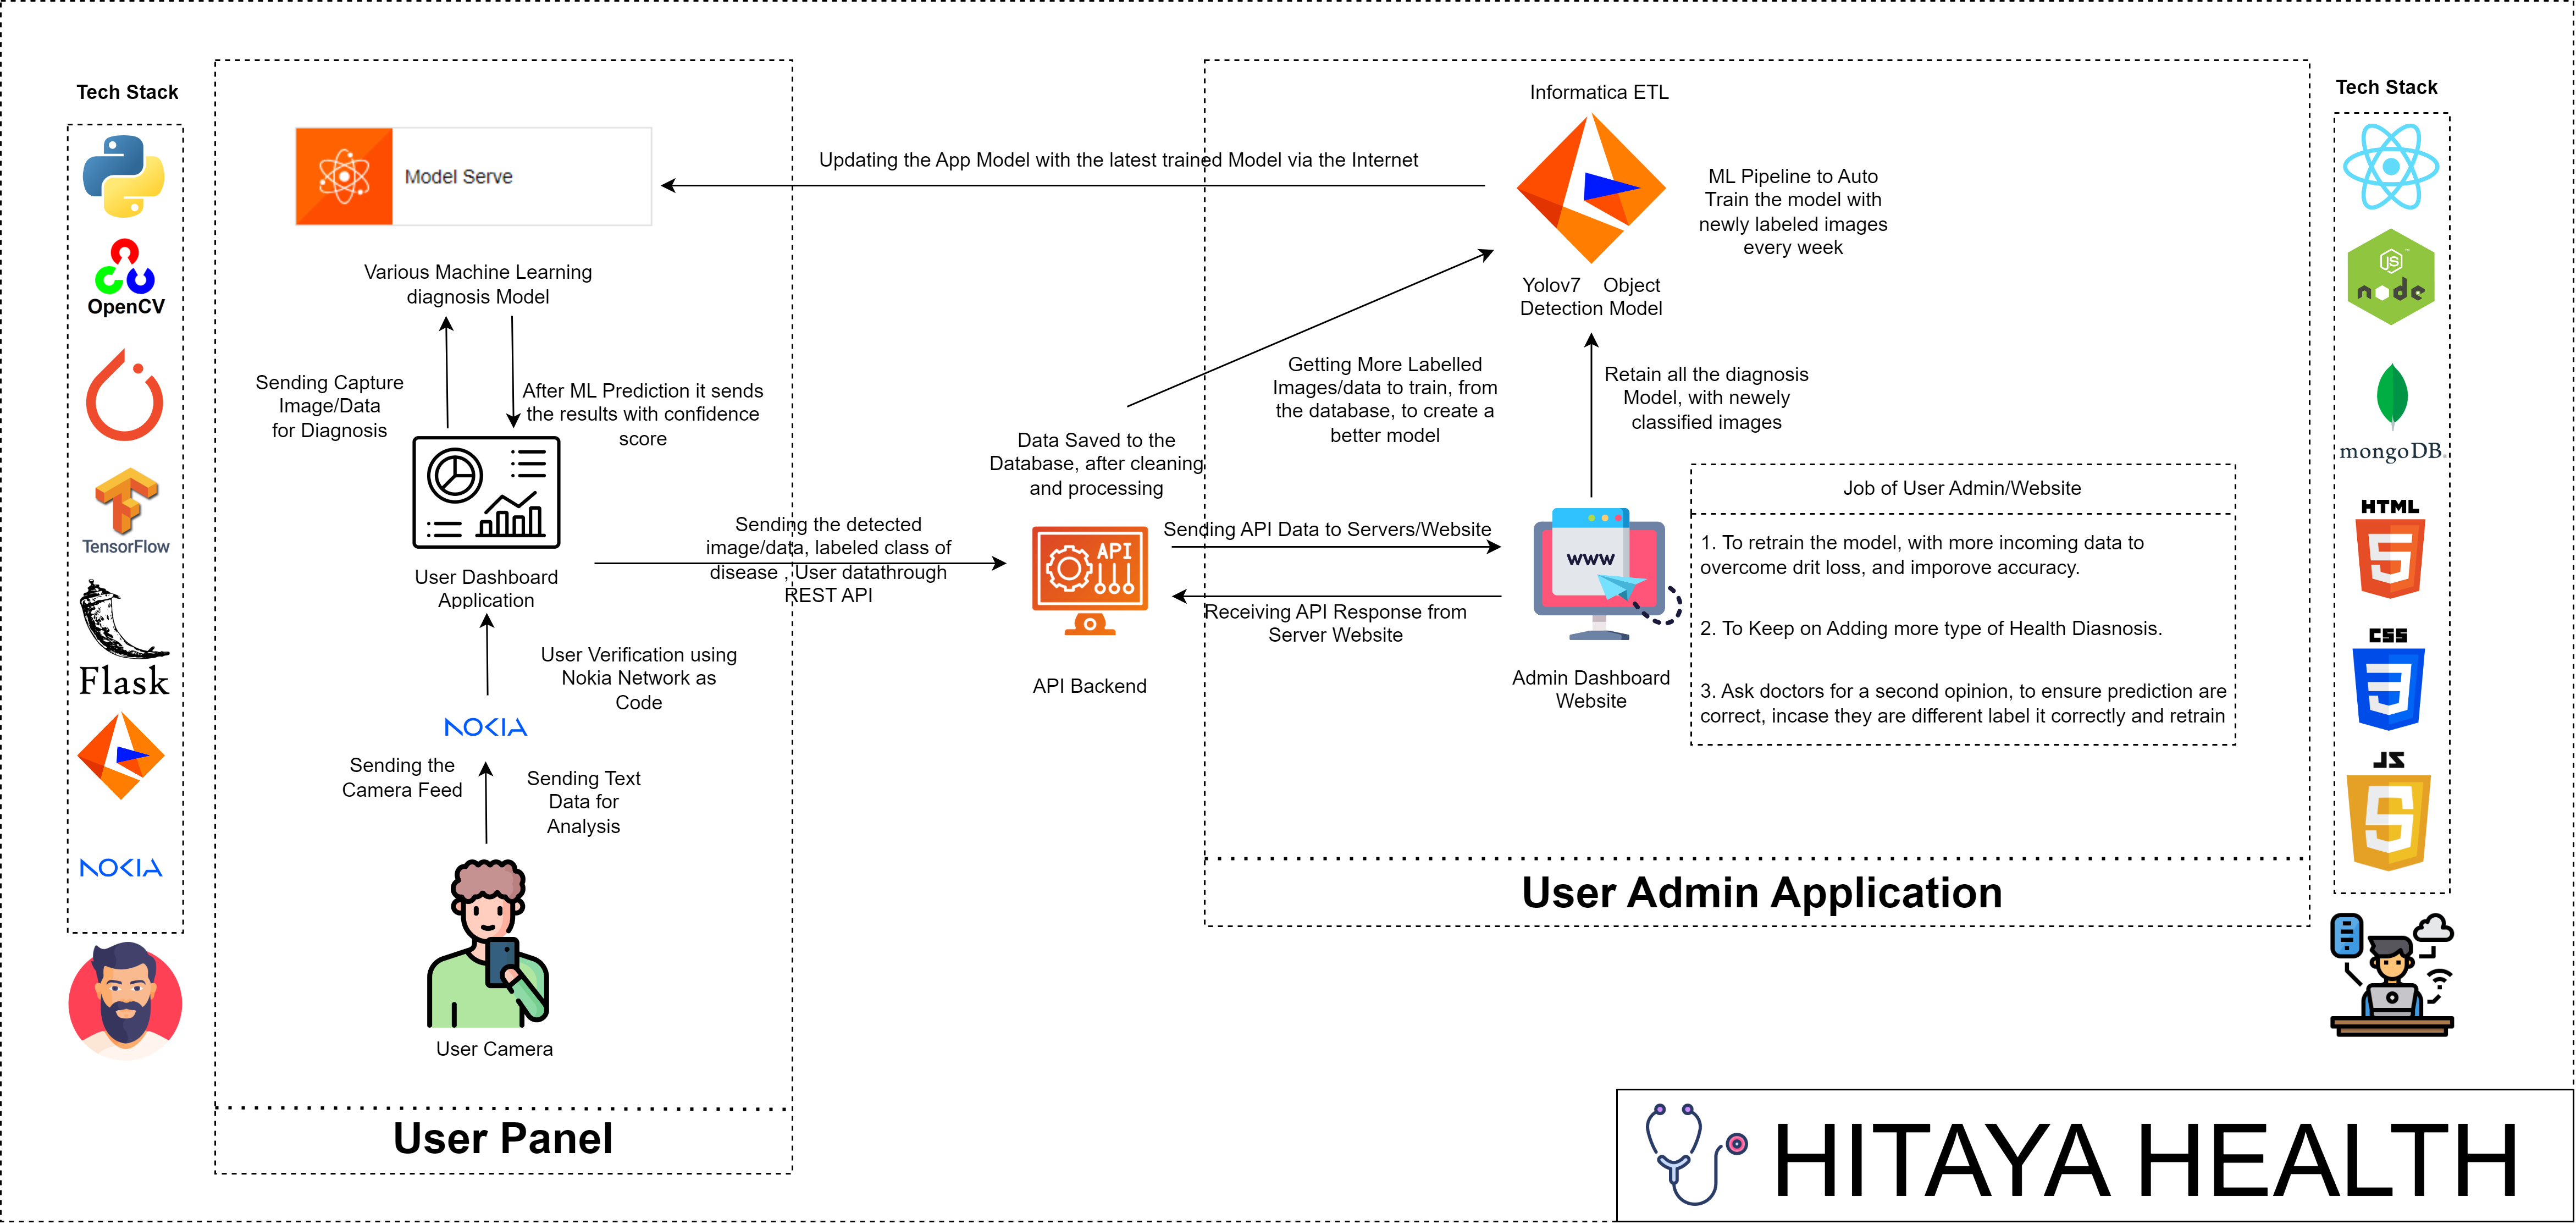 Tech Stack
OpenCV
TensorFlow
Flask
NOKIA
Model Serve
Various Machine Learning
diagnosis Model
Sending Capture
Image/Data
for Diagnosis
After ML Prediction it sends
the results with confidence
score
User Dashboard
Application
User Verification using
Nokia Network as
Code
NOKIA
Sending the
Camera Feed
Sending Text
Data for
Analysis
User Camera
User Panel
Updating the App Model with the latest trained Model via the Internet
Sending the detected
image/data, labeled class of
disease , User datathrough
REST API
Data Saved to the
Database, after cleaning
and processing
API
API Backend
Sending API Data to Servers/Website
Receiving API Response from
Server Website
Informatica ETL
ML Pipeline to Auto
Train the model with
newly labeled images
every week
Yolov7 Object
Detection Model
Getting More Labelled
Images/data to train, from
the database, to create a
better model
Retain all the diagnosis
Model, with newly
classified images
www
Admin Dashboard
Website
Job of User Admin/Website
1. To retrain the model, with more incoming data to
overcome drit loss, and imporove accuracy.
2. To Keep on Adding more type of Health Diasnosis.
3. Ask doctors for a second opinion, to ensure prediction are
correct, incase they are different label it correctly and retrain
User Admin Application
Tech Stack
JS
node
mongoDB
HTML
5
CSS
3
JS
HITAYA HEALTH